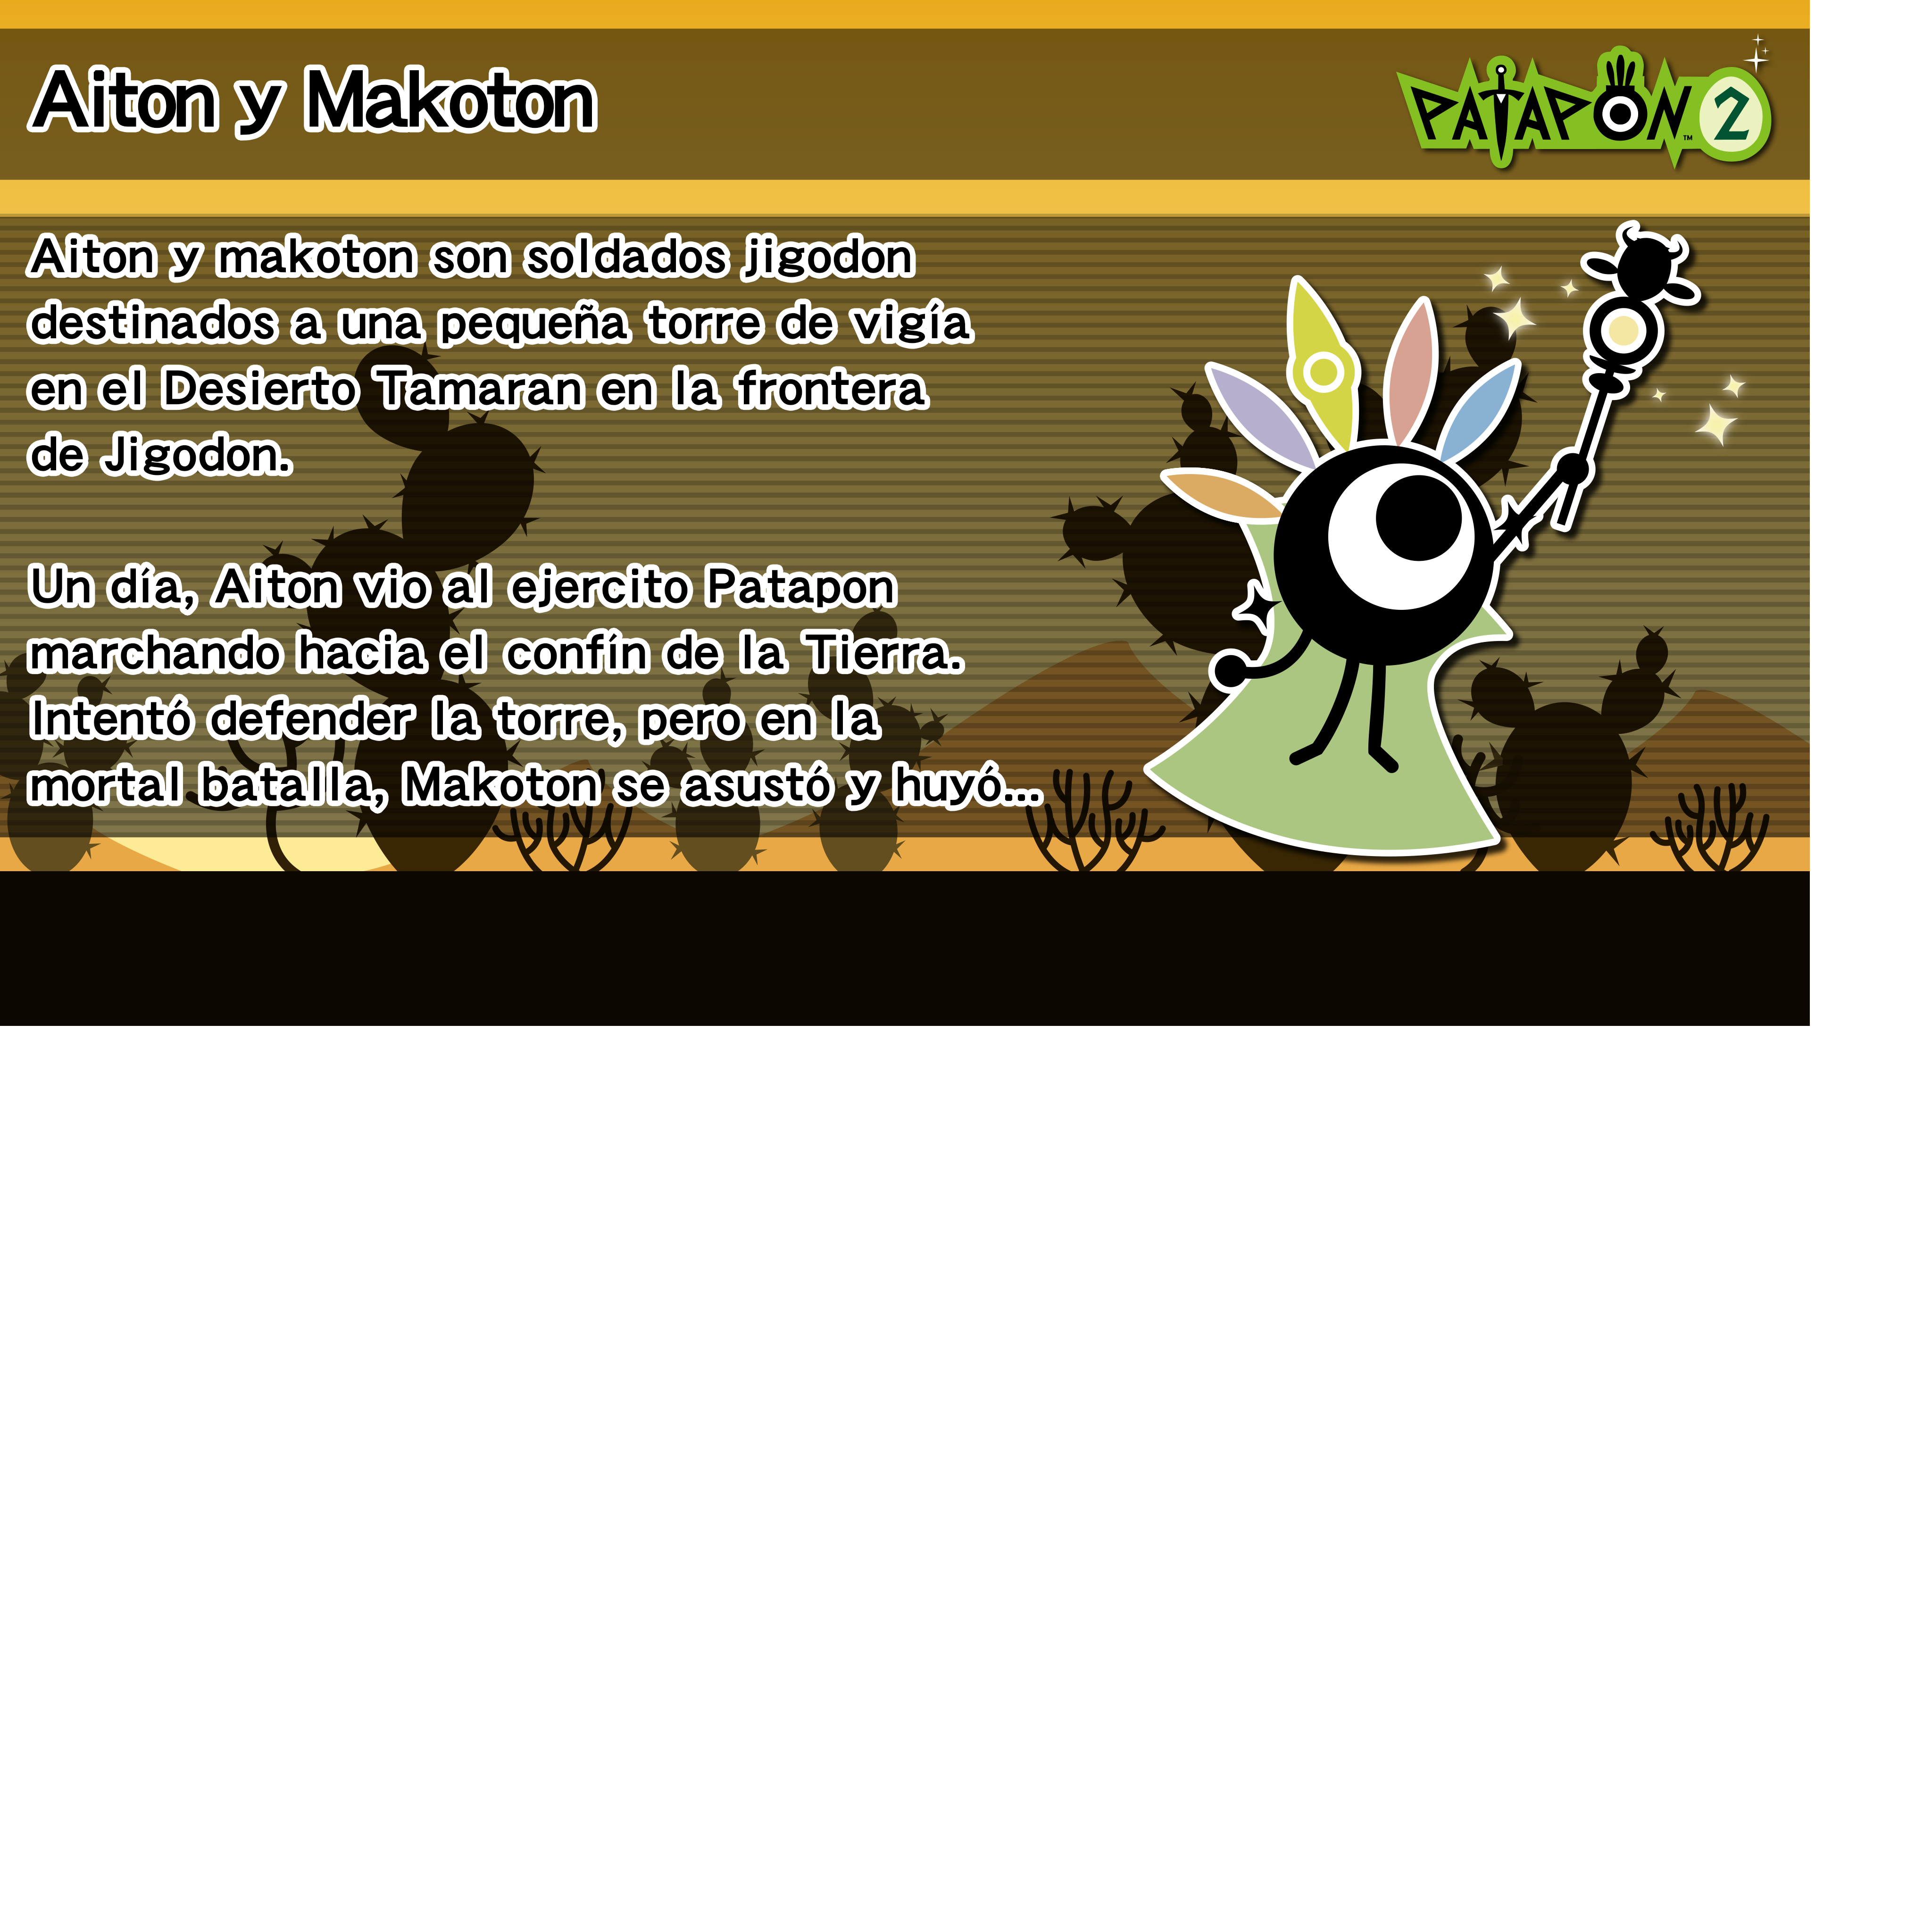 Aiton y Makoton
PATAPON™ 2
Aiton y makoton son soldados jigodon
destinados a una pequeña torre de vigía
en el Desierto Tamaran en la frontera
de Jigodon.
Un día, Aiton vio al ejercito Patapon
marchando hacia el confín de la Tierra.
Intentó defender la torre, pero en la
mortal batalla, Makoton se asustó y huyó...